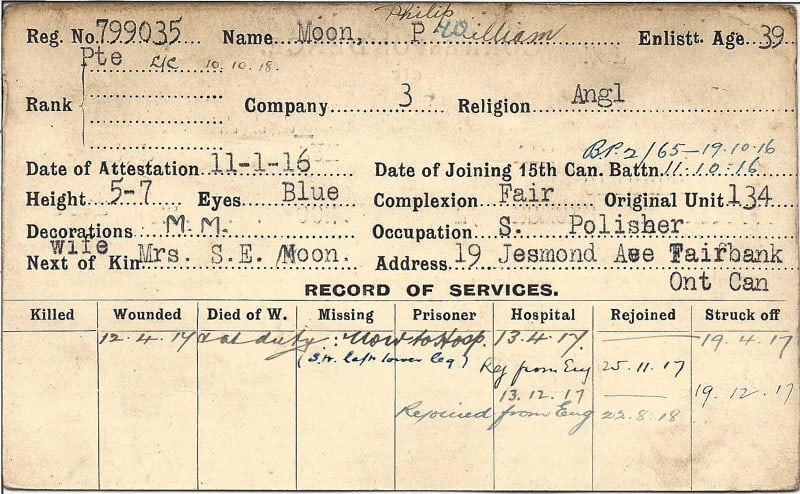 Philip
Reg. No. 799035 Name Moon, P William Enlistt. Age 39
Pte L/C 10.10.18.
Rank Company 3 Religion Angl
B.P. 2/65-19.10.16
Date of Attestation 11-1-16 Date of Joining 15th Can. Battn. 11.10.16
Height 5-7 Eyes Blue Complexion Fair Original Unit 134
Decorations M.M. Occupation S. Polisher
Wife
Next of Kin Mrs. S.E. Moon. Address 19 Jesmond Ave Fairbank
Ont Can
RECORD OF SERVICES.
Killed Wounded Died of W. Missing Prisoner Hospital Rejoined Struck off
12.4.17 at duty: Now to Hosp. 13.4.17 19.4.17
(S.W. left lower leg) Rej from Eng 25.11.17
13.12.17 19.12.17
Rejoined from Eng 22.8.18